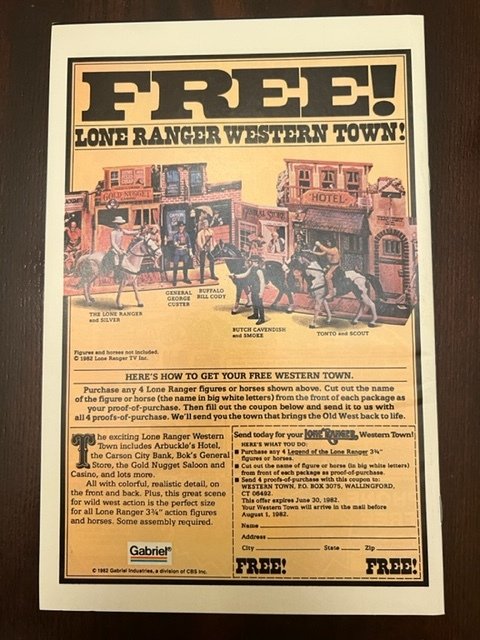 FREE!
LONE RANGER WESTERN TOWN!
GOLD NUGGET
HOTEL
THE LONE RANGER
and SILVER
GENERAL
GEORGE
CUSTER
BUFFALO
BILL CODY
BUTCH CAVENDISH
and SMOKE
TONTO and SCOUT
Figures and horses not included.
© 1982 Lone Ranger TV Inc.
HERE'S HOW TO GET YOUR FREE WESTERN TOWN.
Purchase any 4 Lone Ranger figures or horses shown above. Cut out the name
of the figure or horse (the name in big white letters) from the front of each package as
your proof-of-purchase. Then fill out the coupon below and send it to us with
all 4 proofs-of-purchase. We'll send you the town that brings the Old West back to life.
The exciting Lone Ranger Western
Town includes Arbuckle's Hotel,
the Carson City Bank, Bok's General
Store, the Gold Nugget Saloon and
Casino, and lots more.
All with colorful, realistic detail, on
the front and back. Plus, this great scene
for wild west action is the perfect size
for all Lone Ranger 3¾" action figures
and horses. Some assembly required.
Gabriel®
© 1982 Gabriel Industries, a division of CBS Inc.
Send today for your LONE RANGER Western Town!
HERE'S WHAT YOU DO:
■ Purchase any 4 Legend of the Lone Ranger 3¾"
figures or horses.
■ Cut out the name of figure or horse (in big white letters)
from front of each package as proof-of-purchase.
■ Send 4 proofs-of-purchase with this coupon to:
WESTERN TOWN, P.O. BOX 3075, WALLINGFORD,
CT 06492.
This offer expires June 30, 1982.
Your Western Town will arrive in the mail before
August 1, 1982.
Name
Address
City State Zip
FREE! FREE!